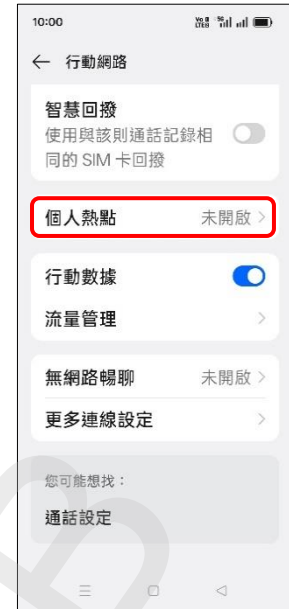 10:00
← 行動網路
智慧回撥
使用與該則通話記錄相
同的 SIM 卡回撥
個人熱點 未開啟 >
行動數據
流量管理 >
無網路暢聊 未開啟 >
更多連線設定 >
您可能想找：
通話設定